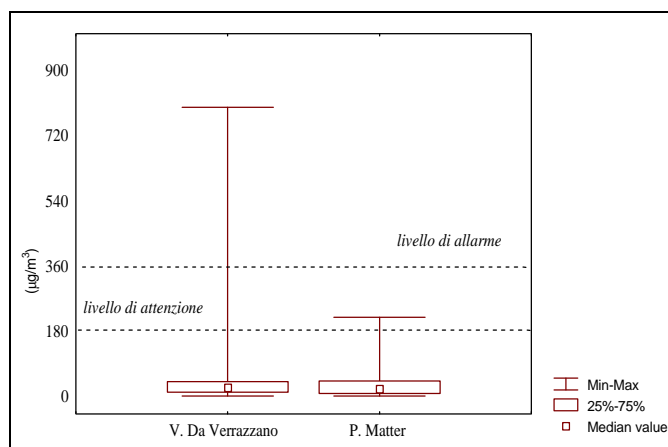 900
720
540
360
180
0
(µg/m³)
livello di allarme
livello di attenzione
V. Da Verrazzano
P. Matter
Min-Max
25%-75%
Median value